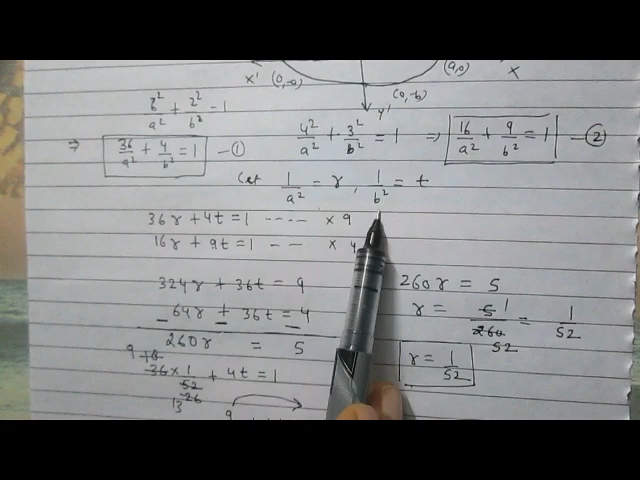 x' (0,-a) (a,0) x
(0,-b)
y'
6²/a² + 2²/b² = 1
⇒ 36/a² + 4/b² = 1 —① 4²/a² + 3²/b² = 1 ⇒ 16/a² + 9/b² = 1 —②
Let 1/a² = r, 1/b² = t
36r + 4t = 1 ---- × 9
16r + 9t = 1 -- × 4
324r + 36t = 9 260r = 5
64r ± 36t = 4 r = 5/260 = 1/52
260r = 5
r = 1/52
36 × 1/52 + 4t = 1